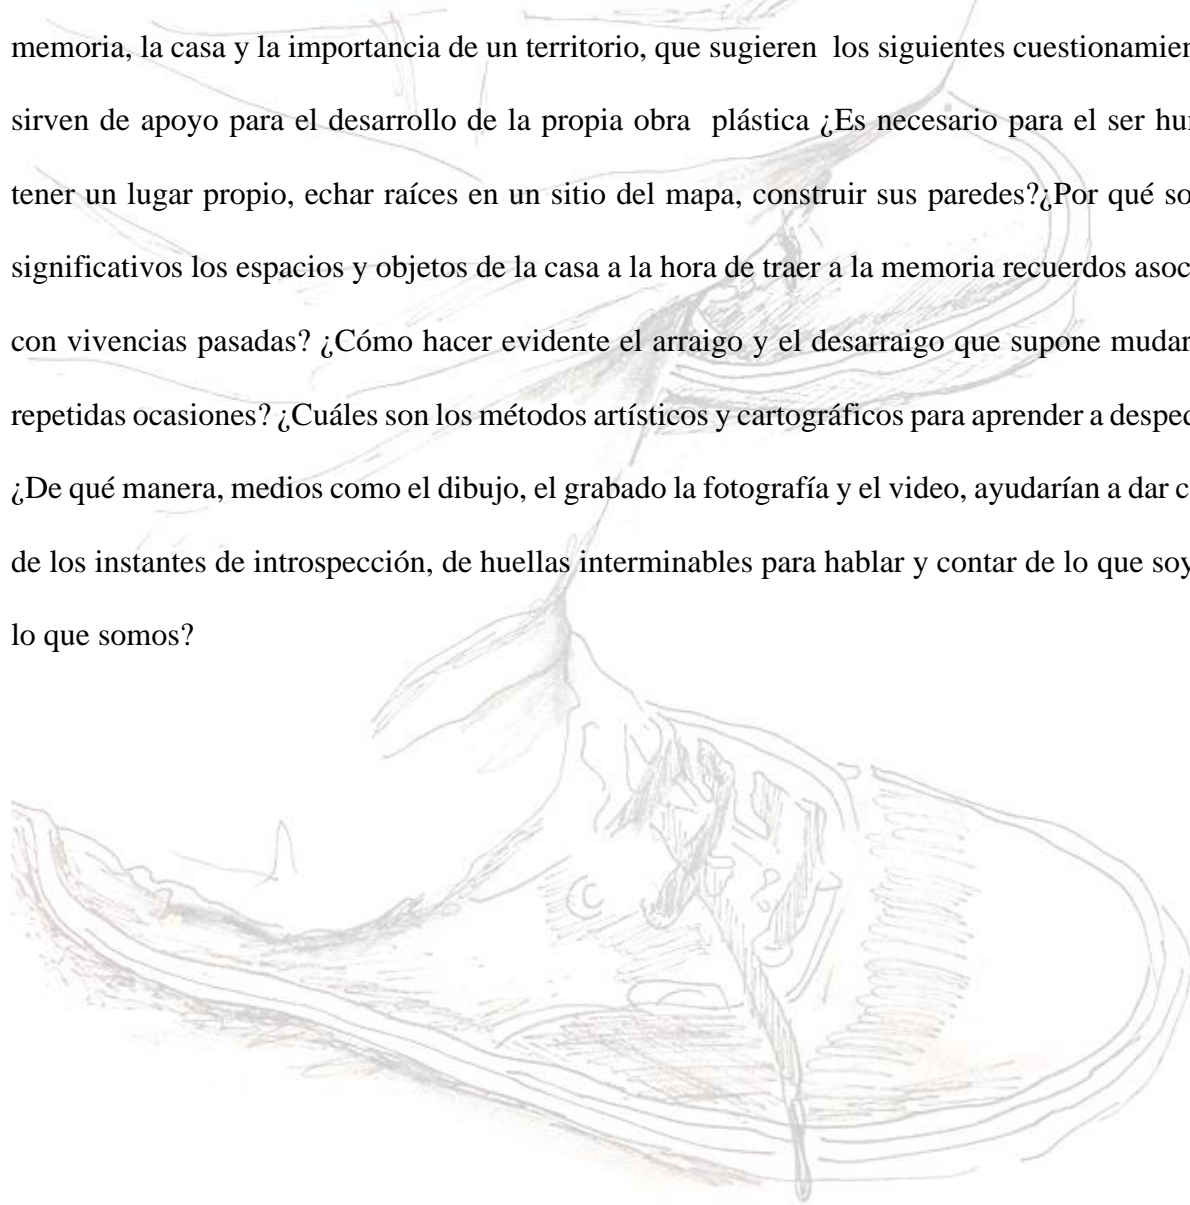 memoria, la casa y la importancia de un territorio, que sugieren  los siguientes cuestionamien
sirven de apoyo para el desarrollo de la propia obra  plástica ¿Es necesario para el ser hu
tener un lugar propio, echar raíces en un sitio del mapa, construir sus paredes?¿Por qué so
significativos los espacios y objetos de la casa a la hora de traer a la memoria recuerdos asoc
con vivencias pasadas? ¿Cómo hacer evidente el arraigo y el desarraigo que supone mudar
repetidas ocasiones? ¿Cuáles son los métodos artísticos y cartográficos para aprender a desped
¿De qué manera, medios como el dibujo, el grabado la fotografía y el video, ayudarían a dar c
de los instantes de introspección, de huellas interminables para hablar y contar de lo que soy
lo que somos?